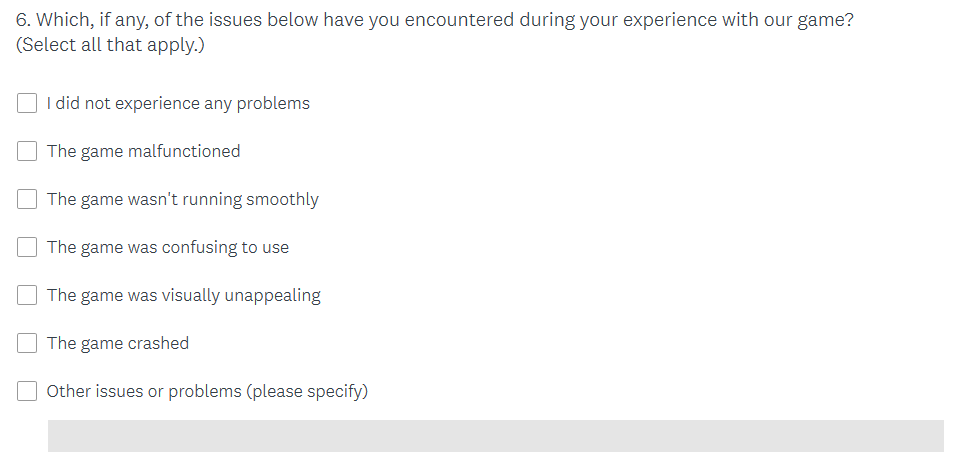 6. Which, if any, of the issues below have you encountered during your experience with our game?
(Select all that apply.)
I did not experience any problems
The game malfunctioned
The game wasn't running smoothly
The game was confusing to use
The game was visually unappealing
The game crashed
Other issues or problems (please specify)